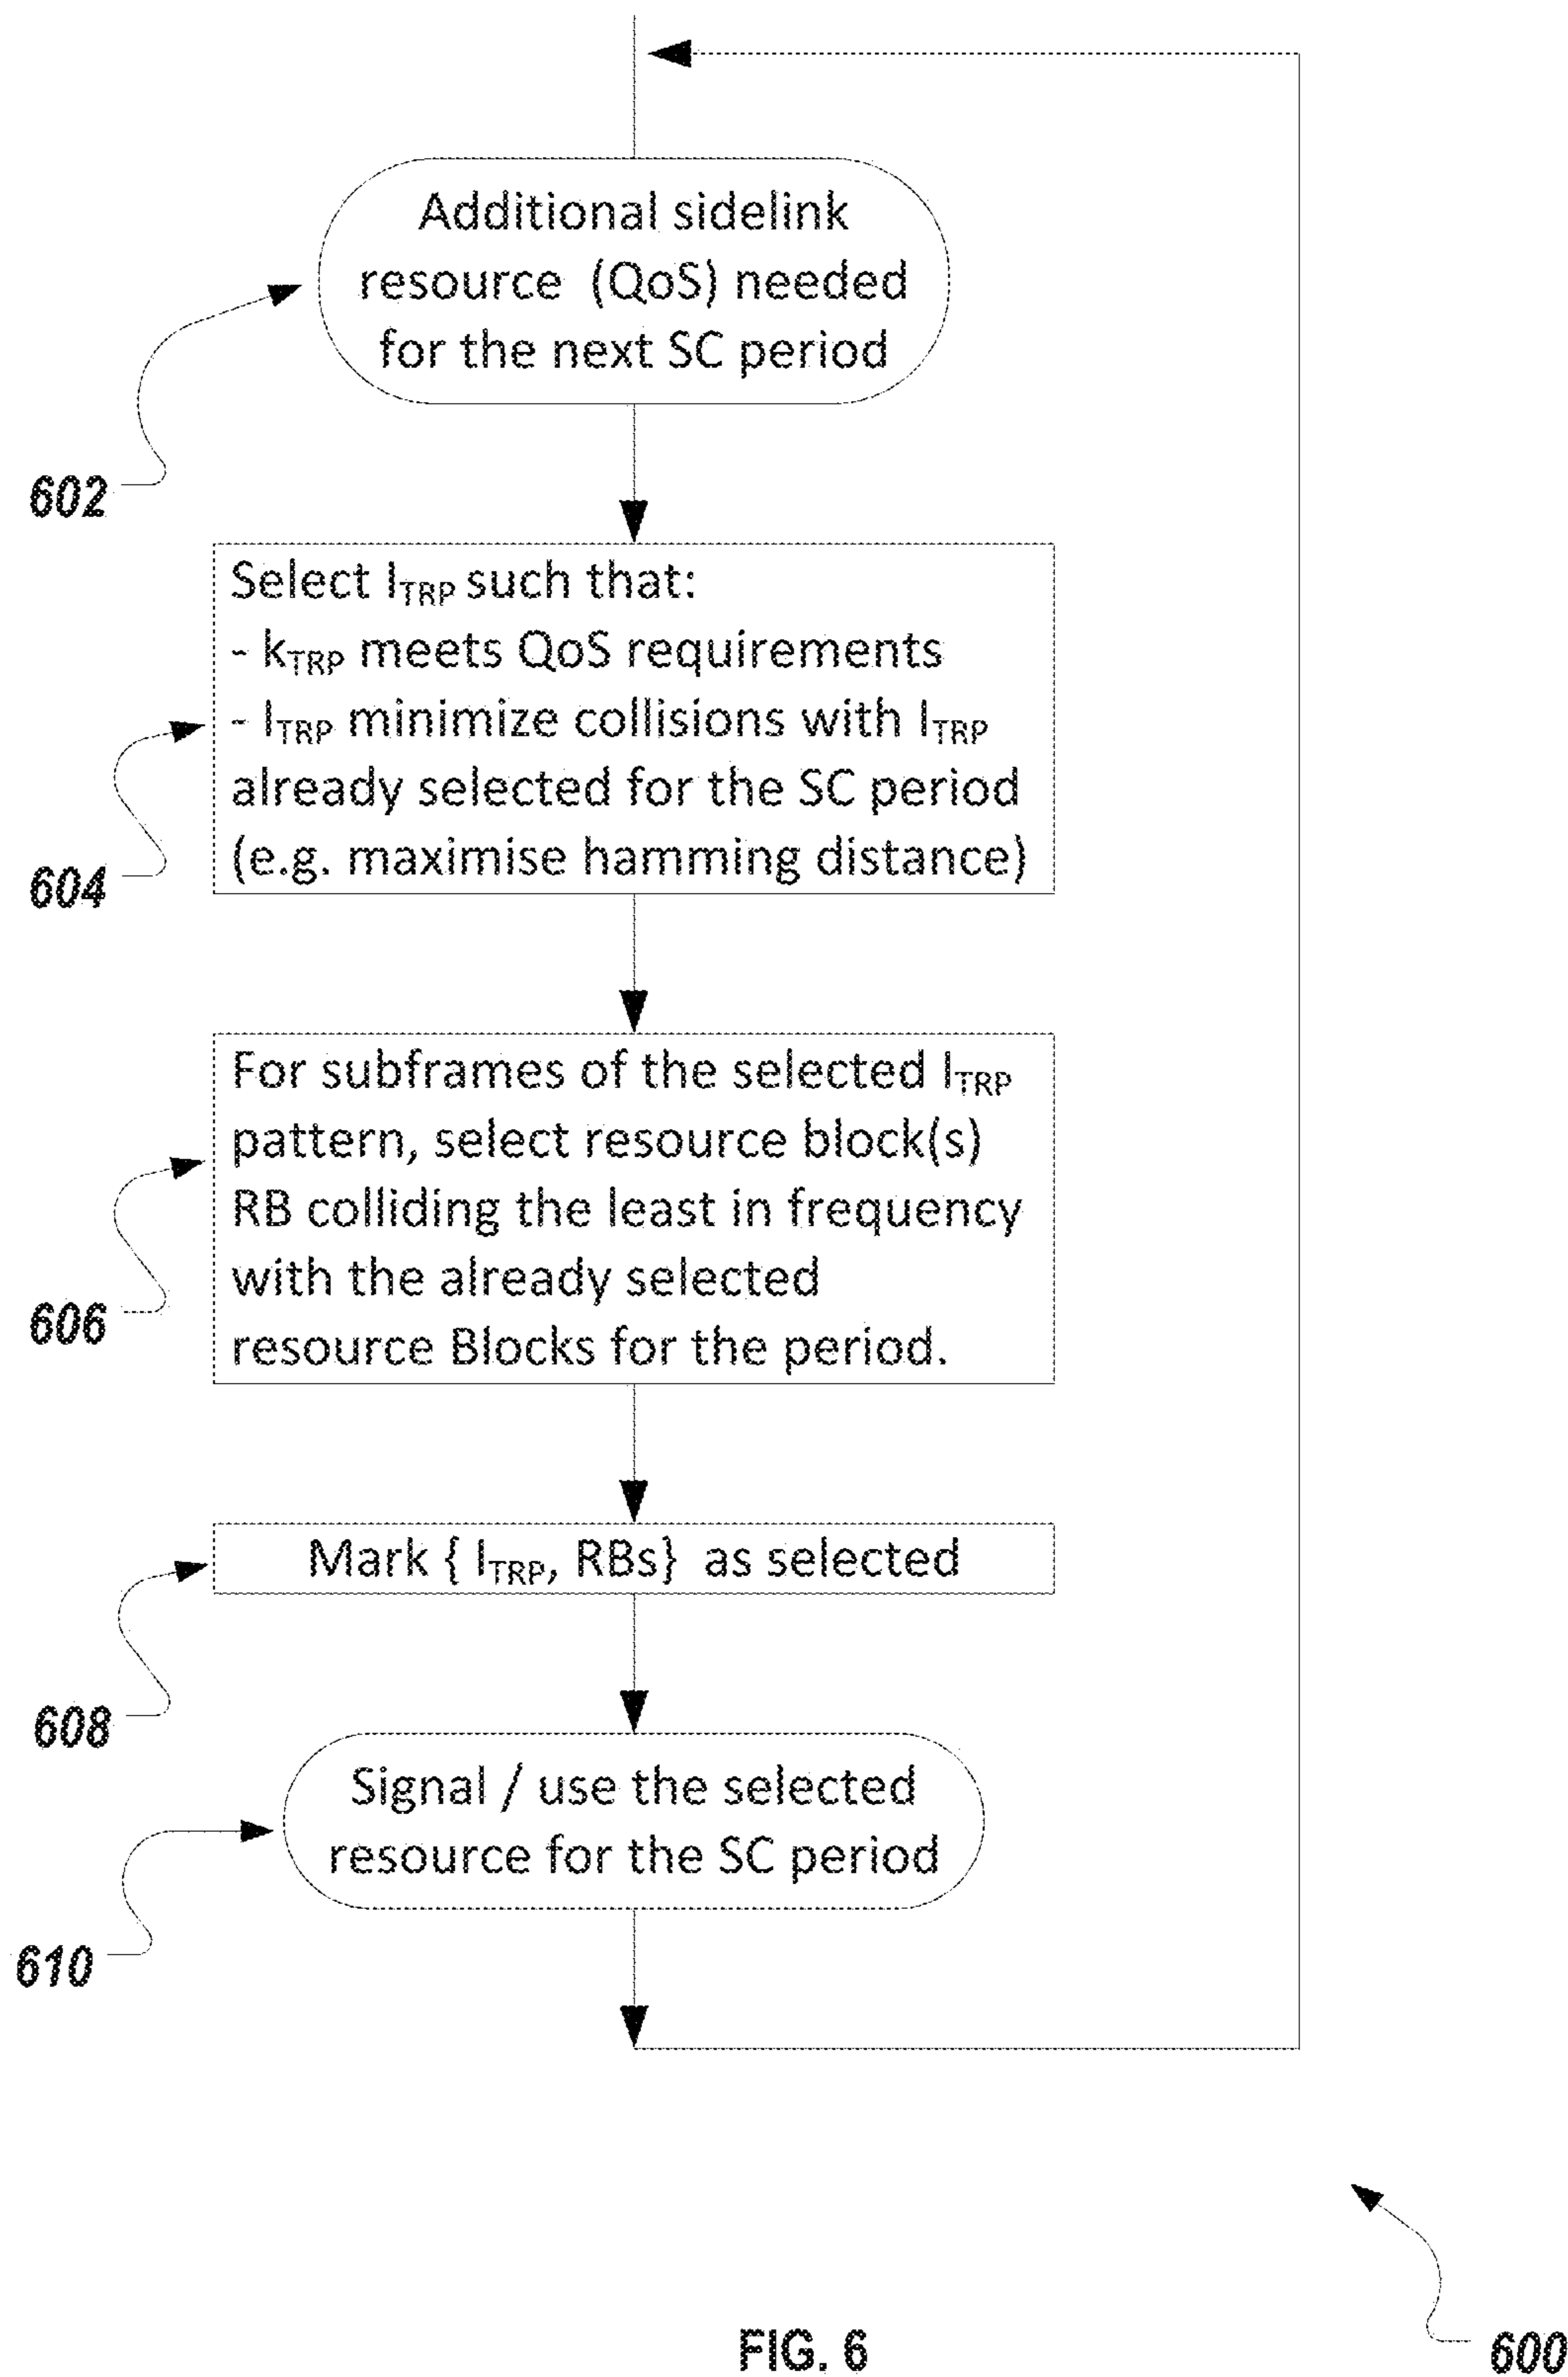 Additional sidelink
resource (QoS) needed
for the next SC period
602
Select ITRP such that:
- kTRP meets QoS requirements
- ITRP minimize collisions with ITRP
already selected for the SC period
(e.g. maximise hamming distance)
604
For subframes of the selected ITRP
pattern, select resource block(s)
RB colliding the least in frequency
with the already selected
resource Blocks for the period.
606
Mark { ITRP, RBs} as selected
608
Signal / use the selected
resource for the SC period
610
FIG. 6
600